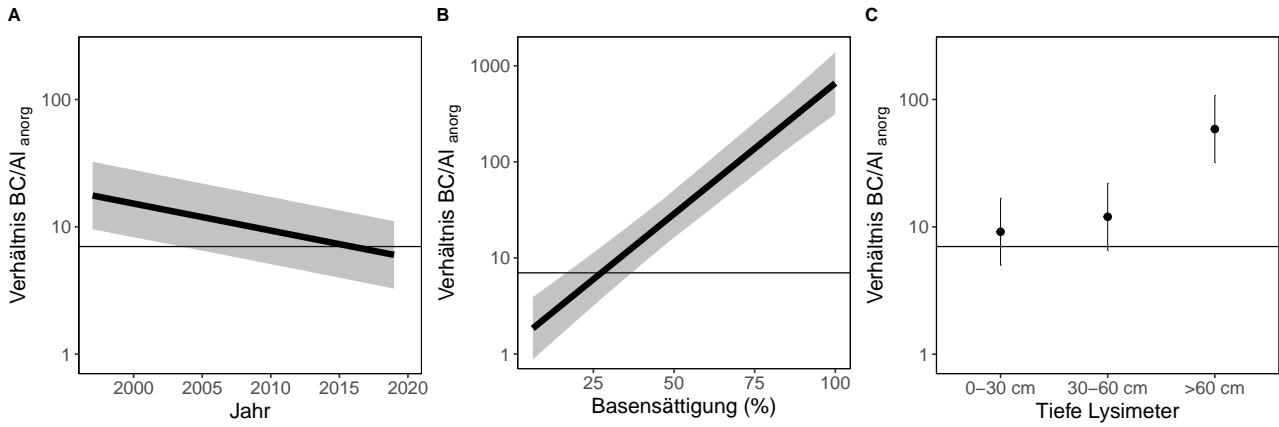 A
Verhältnis BC/Al anorg
100
10
1
2000 2005 2010 2015 2020
Jahr
B
Verhältnis BC/Al anorg
1000
100
10
1
25 50 75 100
Basensättigung (%)
C
Verhältnis BC/Al anorg
100
10
1
0–30 cm 30–60 cm >60 cm
Tiefe Lysimeter